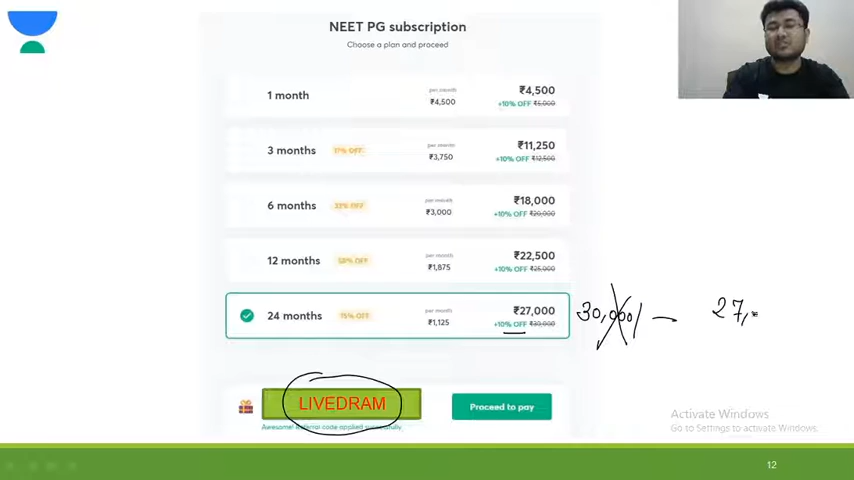 NEET PG subscription
Choose a plan and proceed
1 month
per month
₹4,500
₹4,500
+10% OFF ₹5,000
3 months
17% OFF
per month
₹3,750
₹11,250
+10% OFF ₹12,500
6 months
33% OFF
per month
₹3,000
₹18,000
+10% OFF ₹20,000
12 months
58% OFF
per month
₹1,875
₹22,500
+10% OFF ₹25,000
24 months
75% OFF
per month
₹1,125
₹27,000
+10% OFF ₹30,000
30,000/ — 27,
LIVEDRAM
Awesome! Referral code applied successfully.
Proceed to pay
Activate Windows
Go to Settings to activate Windows.
12